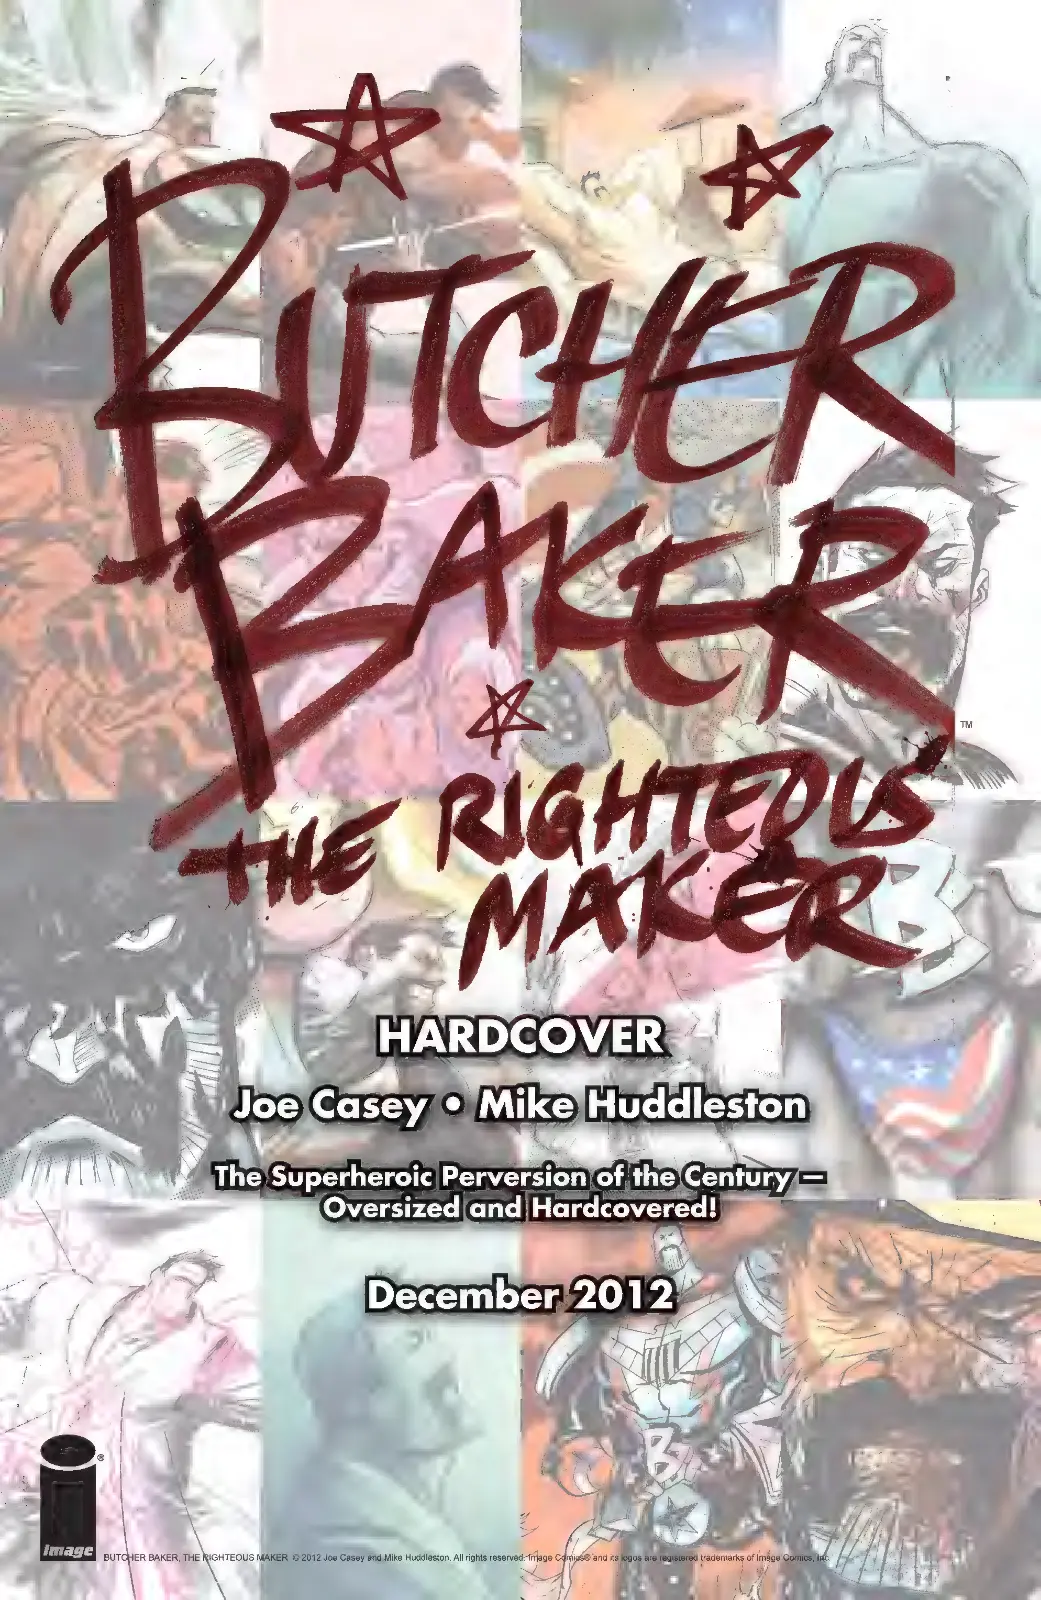 BUTCHER
BAKER
TM
THE RIGHTEOUS
MAKER
HARDCOVER
Joe Casey • Mike Huddleston
The Superheroic Perversion of the Century —
Oversized and Hardcovered!
December 2012
B
B
®
image
BUTCHER BAKER, THE RIGHTEOUS MAKER © 2012 Joe Casey and Mike Huddleston. All rights reserved. Image Comics® and its logos are registered trademarks of Image Comics, Inc.